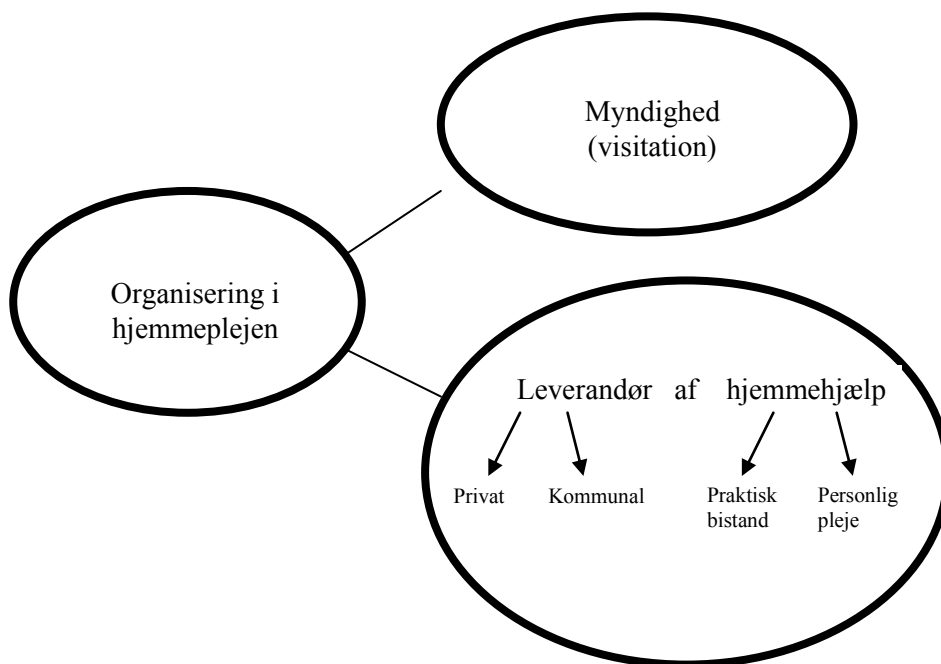 Myndighed
(visitation)
Organisering i
hjemmeplejen
Leverandør af hjemmehjælp
Privat
Kommunal
Praktisk
bistand
Personlig
pleje